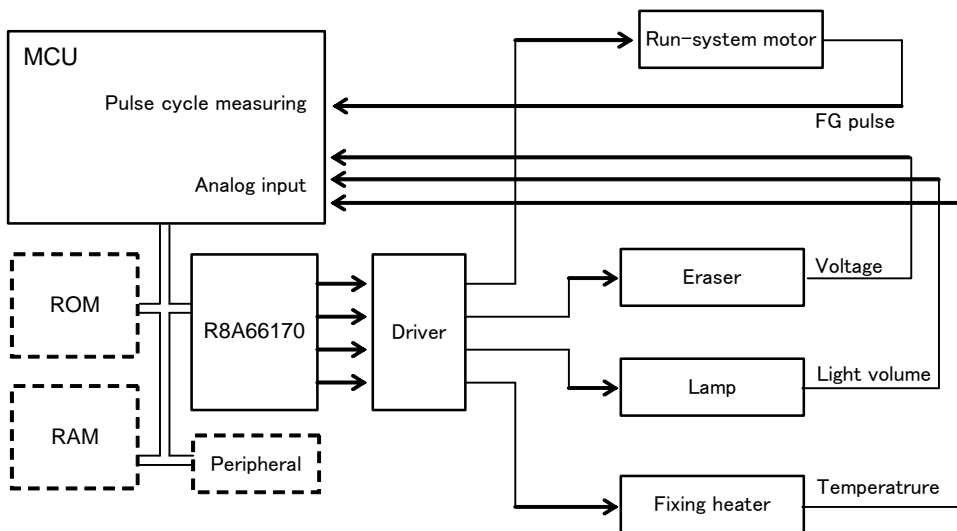 MCU
Run-system motor
Pulse cycle measuring
FG pulse
Analog input
ROM
R8A66170
Driver
Eraser
Voltage
RAM
Lamp
Light volume
Peripheral
Fixing heater
Temperatrure